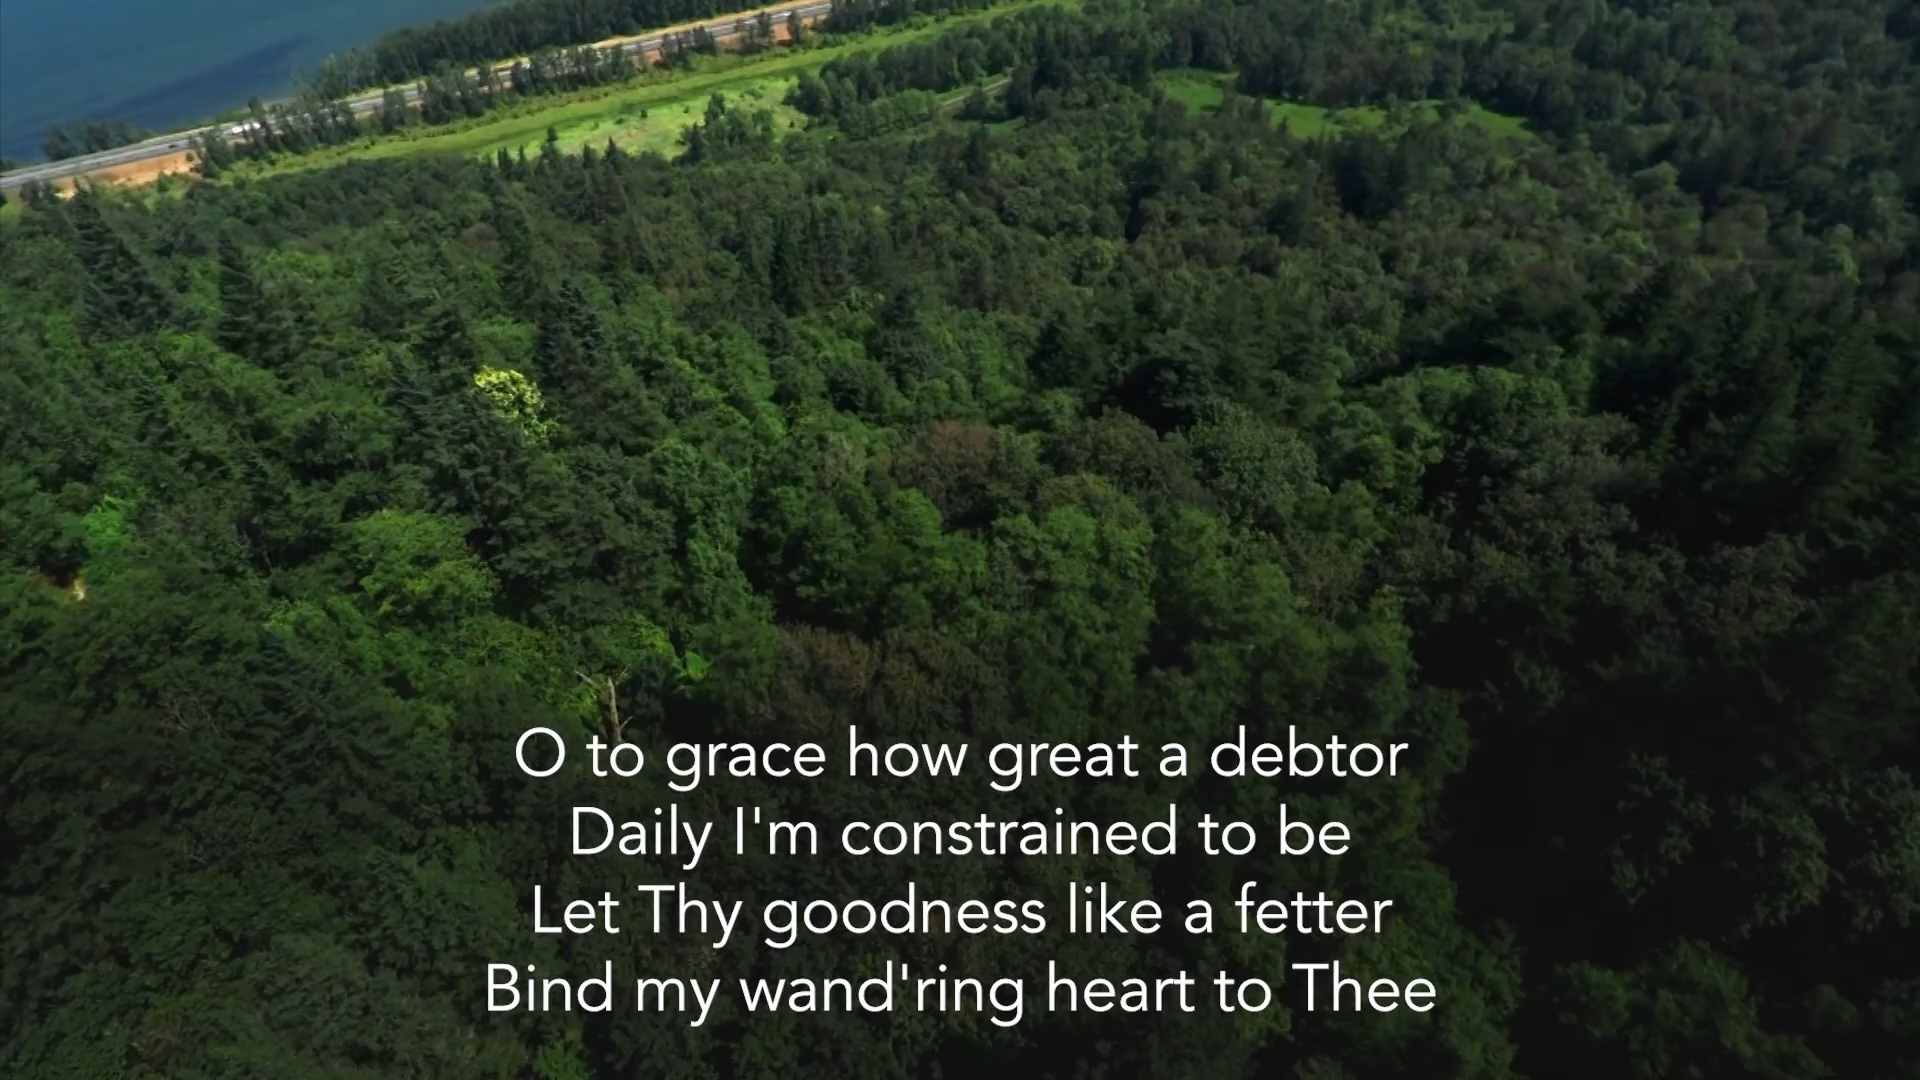 O to grace how great a debtor
Daily I'm constrained to be
Let Thy goodness like a fetter
Bind my wand'ring heart to Thee